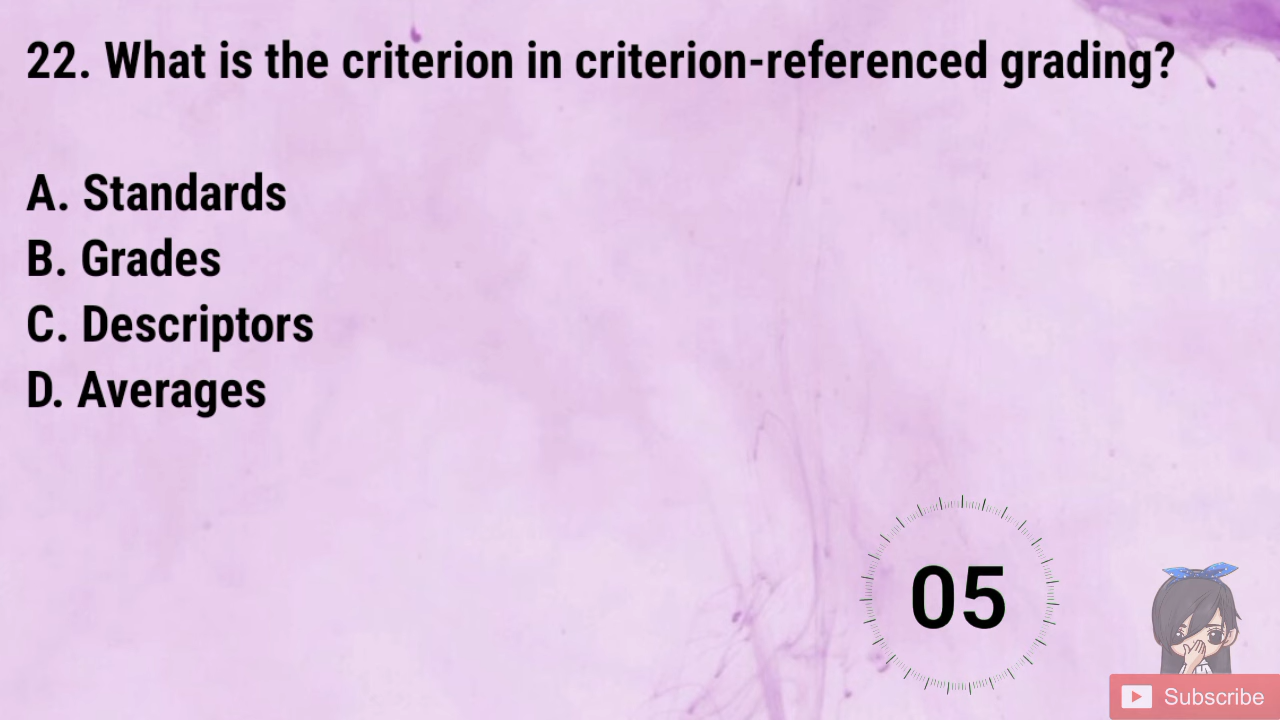 22. What is the criterion in criterion-referenced grading?
A. Standards
B. Grades
C. Descriptors
D. Averages
05
Subscribe